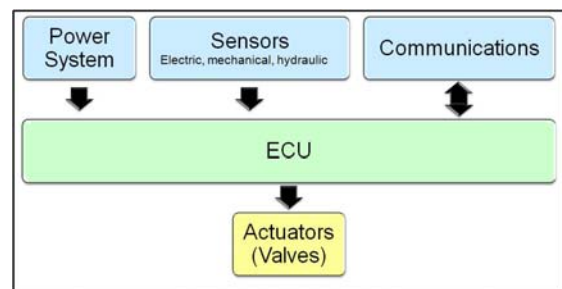 Power
System
Sensors
Electric, mechanical, hydraulic
Communications
ECU
Actuators
(Valves)